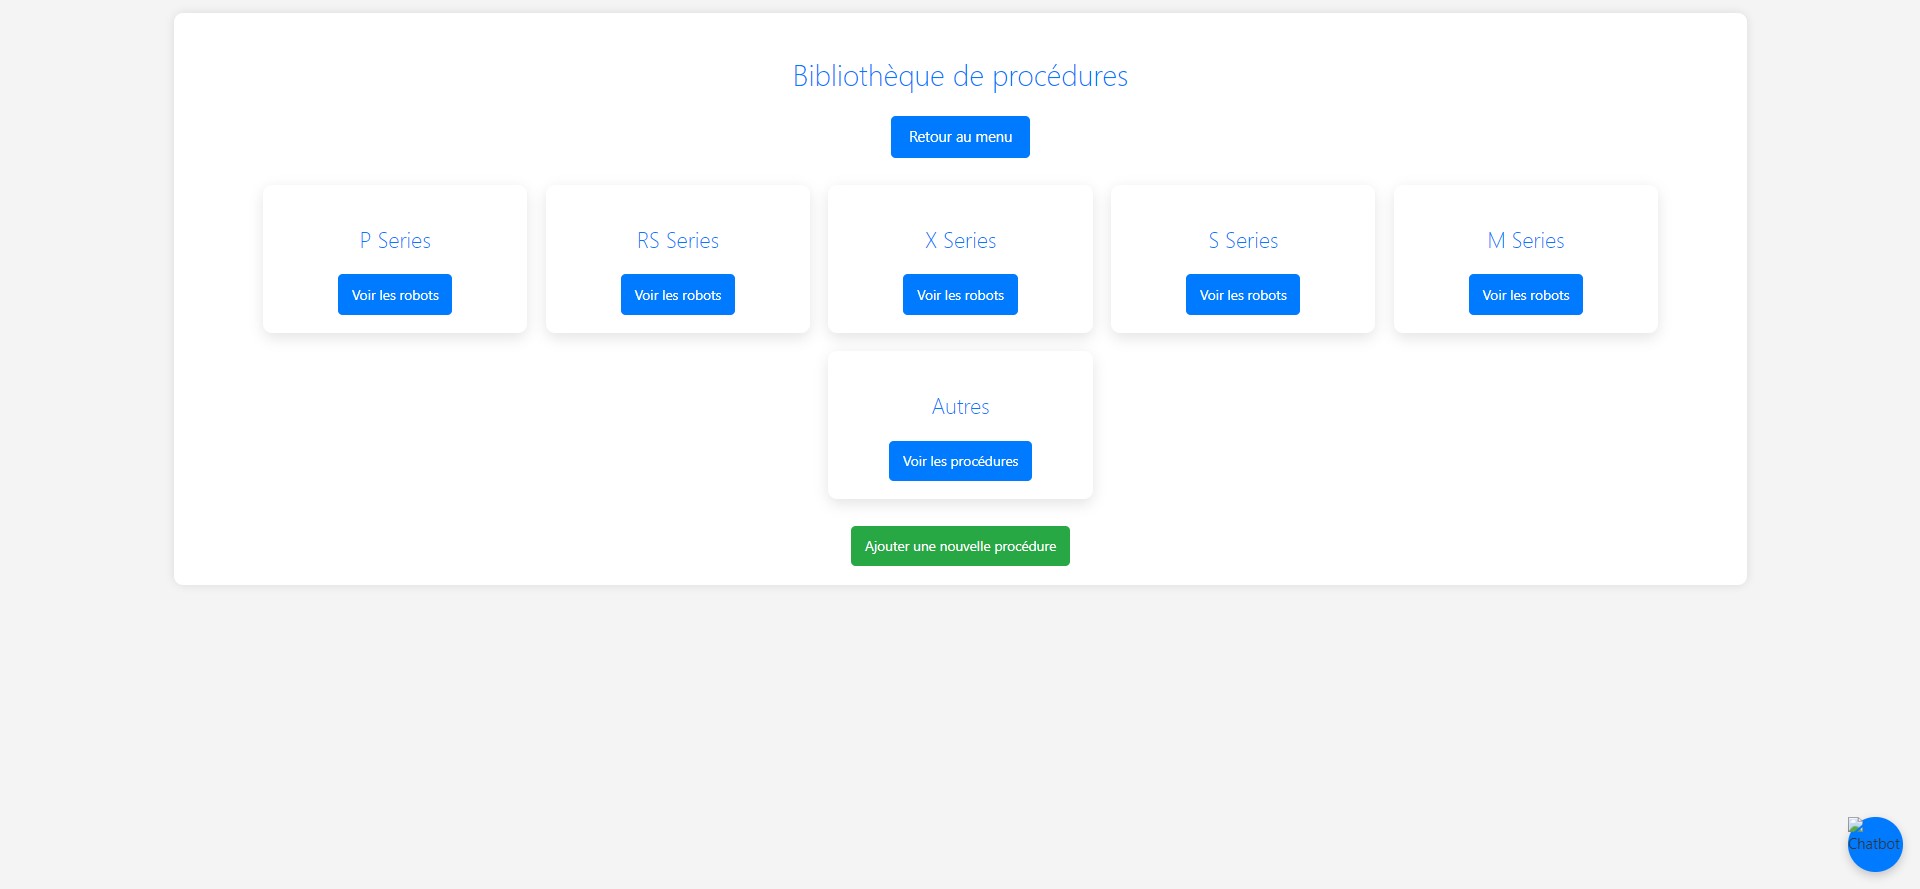 Bibliothèque de procédures
Retour au menu
P Series
RS Series
X Series
S Series
M Series
Voir les robots
Voir les robots
Voir les robots
Voir les robots
Voir les robots
Autres
Voir les procédures
Ajouter une nouvelle procédure
Chatbot